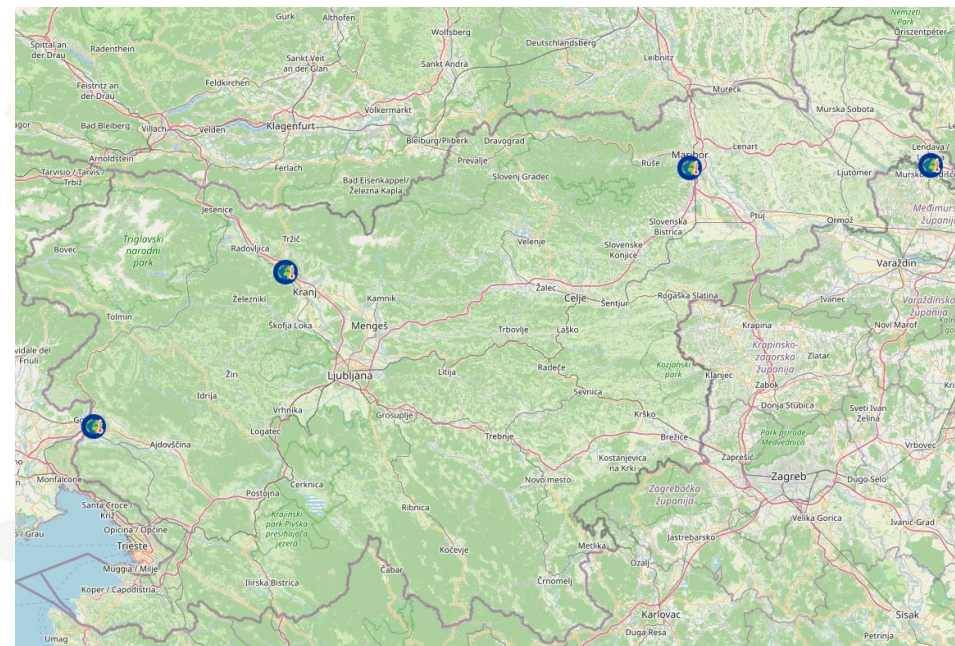 Gurk
Althofen
Wolfsberg
Nemzeti
Park
Őriszentpéter
Spittal an
der Drau
Radenthein
Deutschlandsberg
Leibnitz
Sankt Veit
an der Glan
Sankt Andrä
Feldkirchen
Feistritz an
der Drau
Mureck
Völkermarkt
Murska Sobota
Bad Bleiberg
Villach
Velden
Klagenfurt
Bleiburg/Pliberk
Dravograd
Lenart
Lendava /
Maribor
Arnoldstein
Ferlach
Prevalje
Ruše
Tarvisio / Tarvis /
Trbiž
Bad Eisenkappel/
Železna Kapla
Slovenj Gradec
Ljutomer
Jesenice
Međimurs
županija
Ptuj
Ormož
Slovenska
Bistrica
Triglavski
narodni
park
Tržič
Bovec
Radovljica
Velenje
Slovenske
Konjice
Varaždin
Kranj
Železniki
Kamnik
Žalec
Celje
Šentjur
Rogaška Slatina
Ivanec
Varaždinska
županija
Tolmin
Škofja Loka
Mengeš
Trbovlje
Laško
Krapina
Novi Marof
vidale del
Friuli
Krapinsko-
zagorska
županija
Zlatar
Žiri
Ljubljana
Litija
Radeče
Kozjanski
park
Klanjec
Zabok
Idrija
Sevnica
Donja Stubica
Sveti Ivan
Zelina
Vrhnika
Grosuplje
Krško
Logatec
Trebnje
Brežice
Park prirode
Medvednica
Vrbovec
Ajdovščina
Kostanjevica
na Krki
Zaprešić
Monfalcone
Cerknica
Novo mesto
Zagreb
Dugo Selo
Postojna
Zagrebačka
županija
Santa Croce /
Križ
Ribnica
Krajinski
park Pivška
presihajoča
jezera
Velika Gorica
Ivanić-Grad
Opicina / Opčine
Trieste
Jastrebarsko
Metlika
Kočevje
Ozalj
Muggia / Milje
Čabar
Ilirska Bistrica
Črnomelj
Koper / Capodistria
Karlovac
Sisak
Umag
Duga Resa
Petrinja